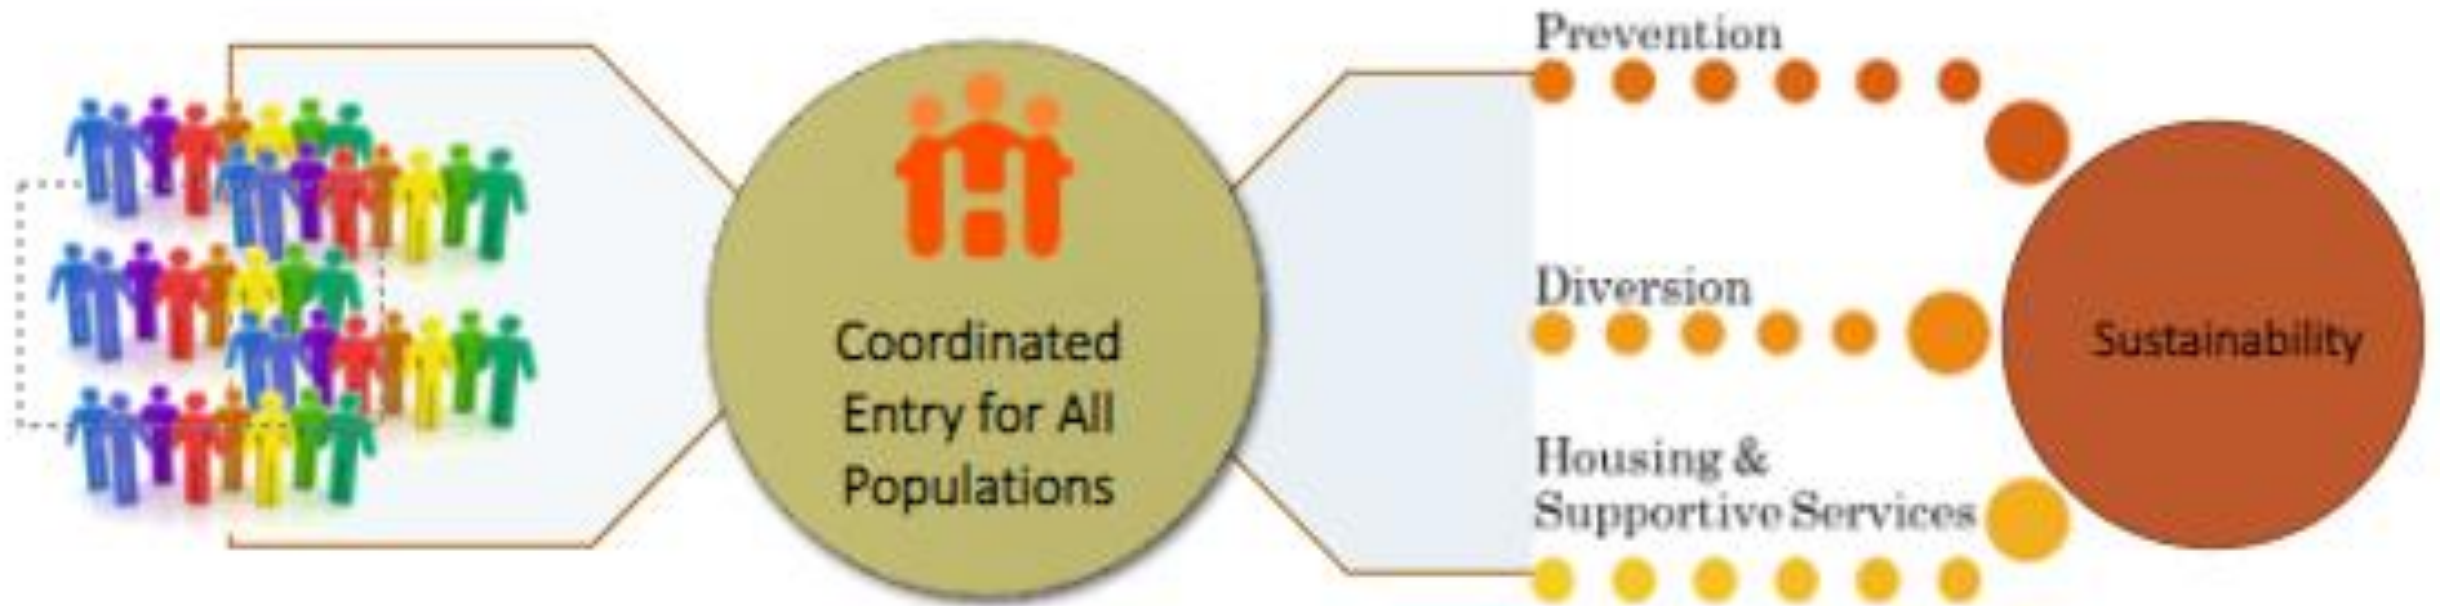 Coordinated
Entry for All
Populations
Prevention
Diversion
Housing &
Supportive Services
Sustainability